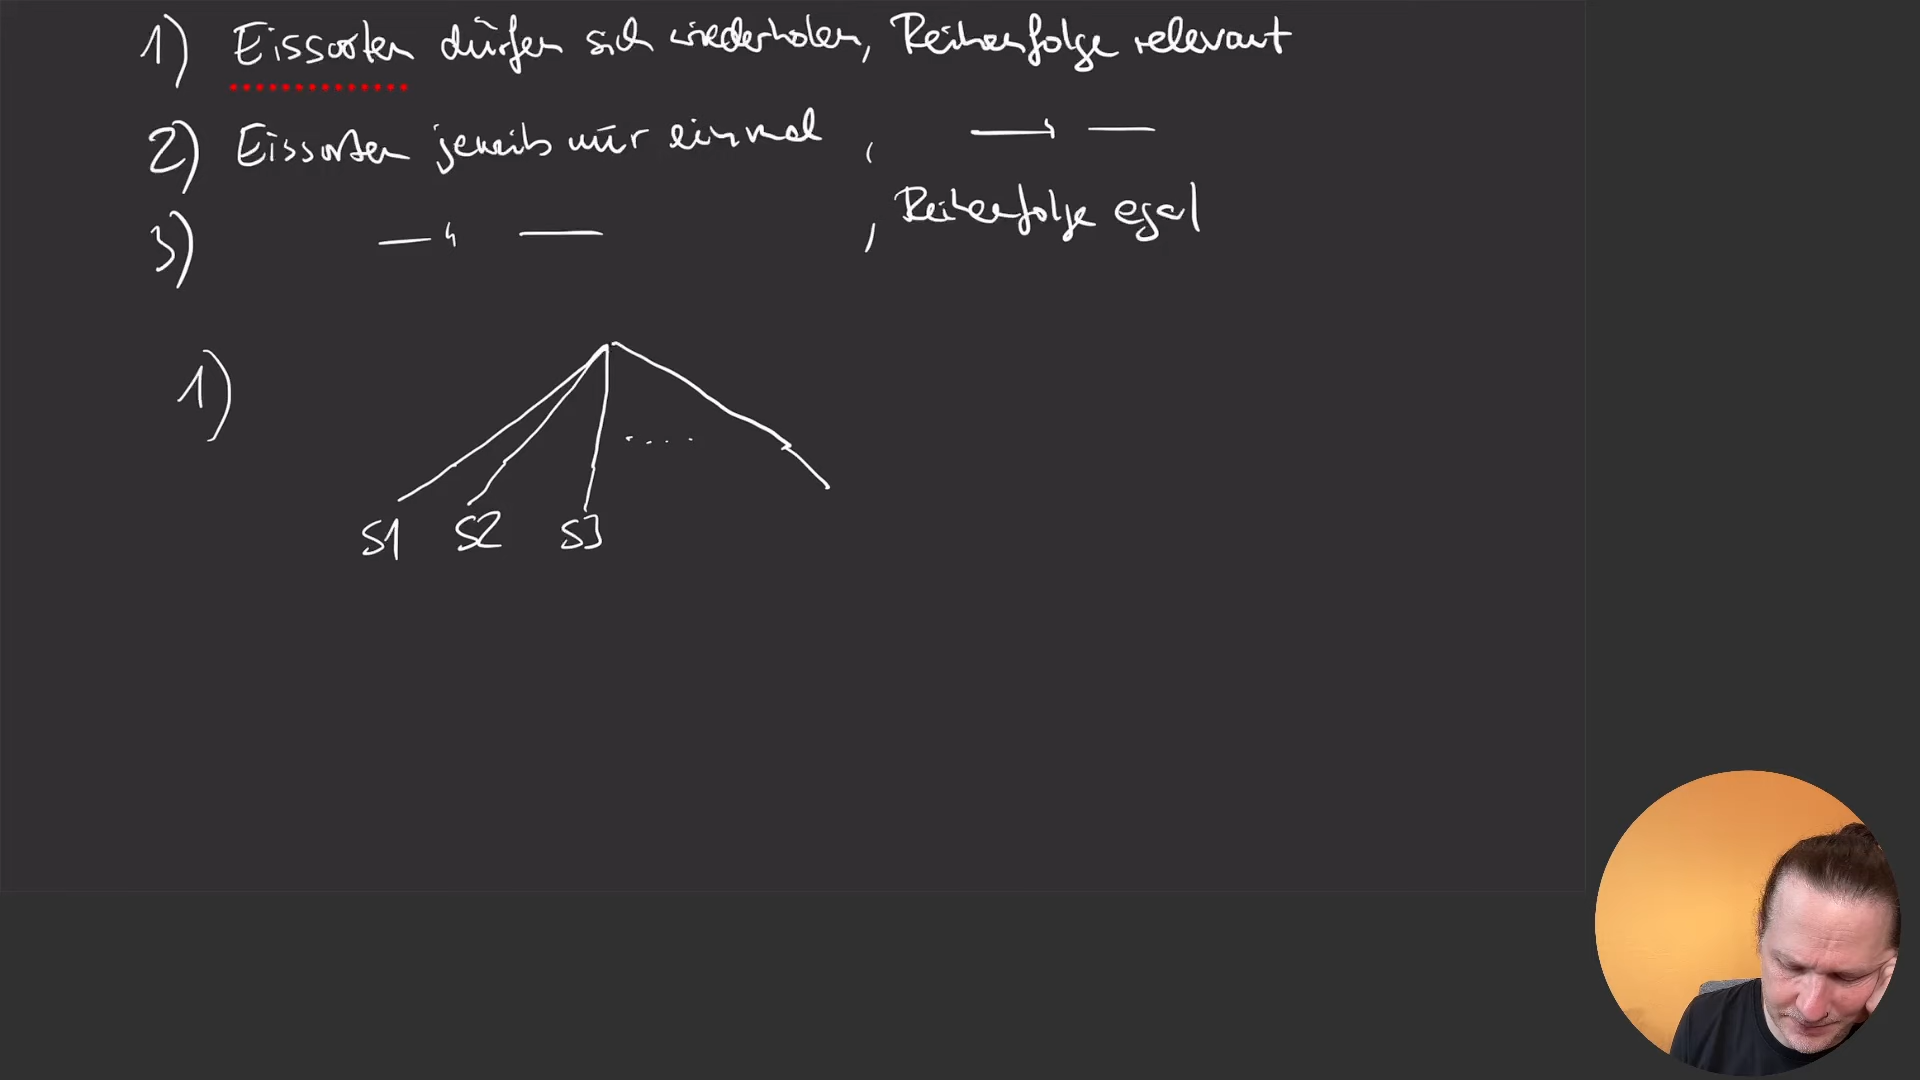 1) Eissorten dürfen sich wiederholen, Reihenfolge relevant
2) Eissorten jeweils nur einmal, —"—
3) —"—, Reihenfolge egal
1)
.....
S1 S2 S3